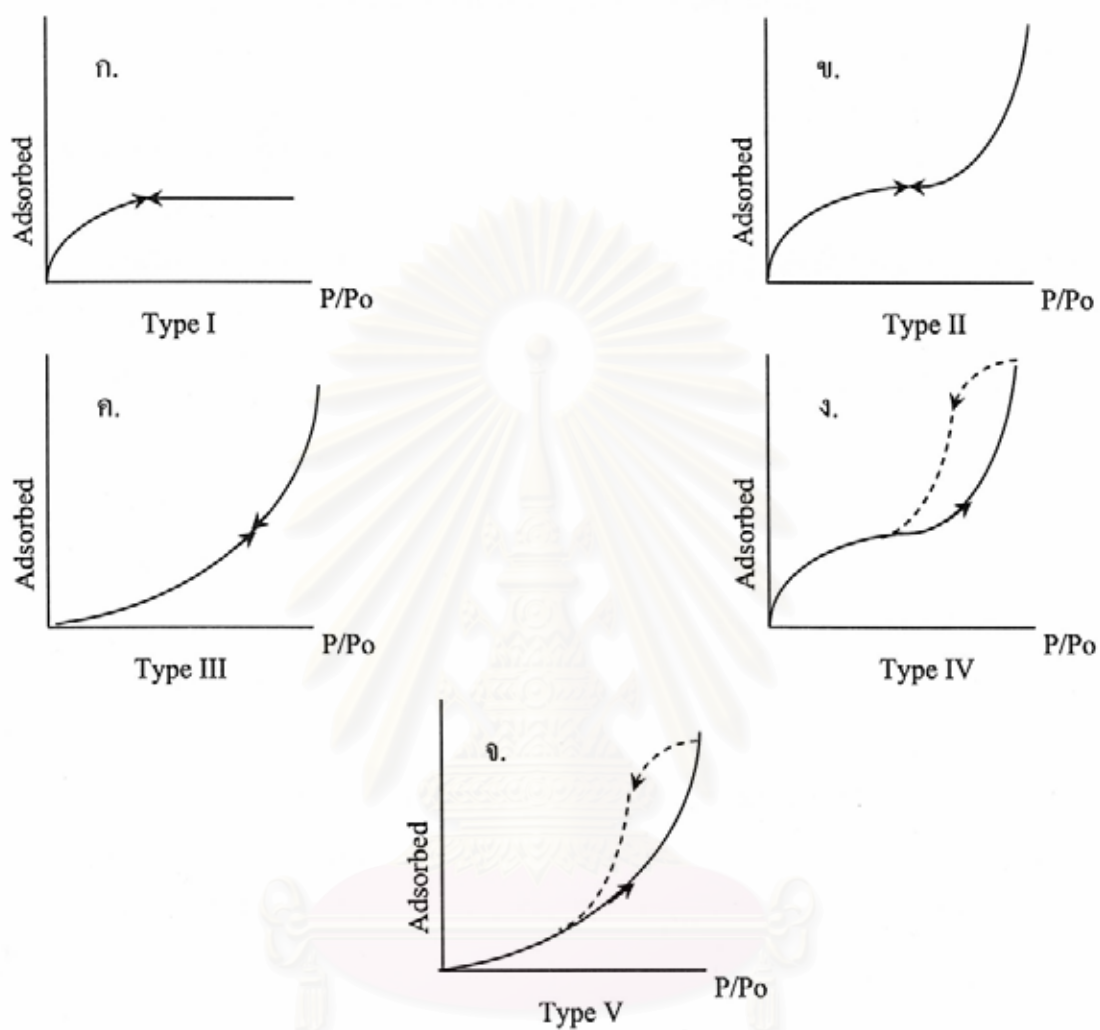 ก.
Adsorbed
P/Po
Type I
ข.
Adsorbed
P/Po
Type II
ค.
Adsorbed
P/Po
Type III
ง.
Adsorbed
P/Po
Type IV
จ.
Adsorbed
P/Po
Type V